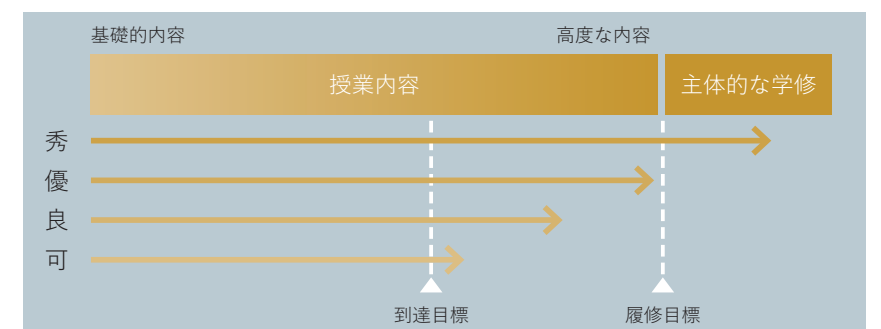 基礎的内容
高度な内容
授業内容
主体的な学修
秀
優
良
可
到達目標
履修目標